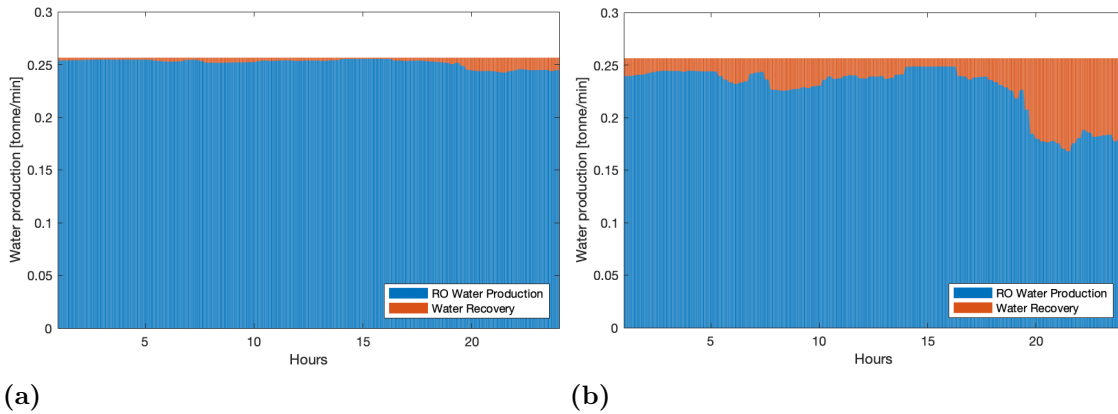 0.3
0.25
0.2
0.15
0.1
0.05
0
Water production [tonne/min]
5
10
15
20
Hours
RO Water Production
Water Recovery
(a)
0.3
0.25
0.2
0.15
0.1
0.05
0
Water production [tonne/min]
5
10
15
20
Hours
RO Water Production
Water Recovery
(b)